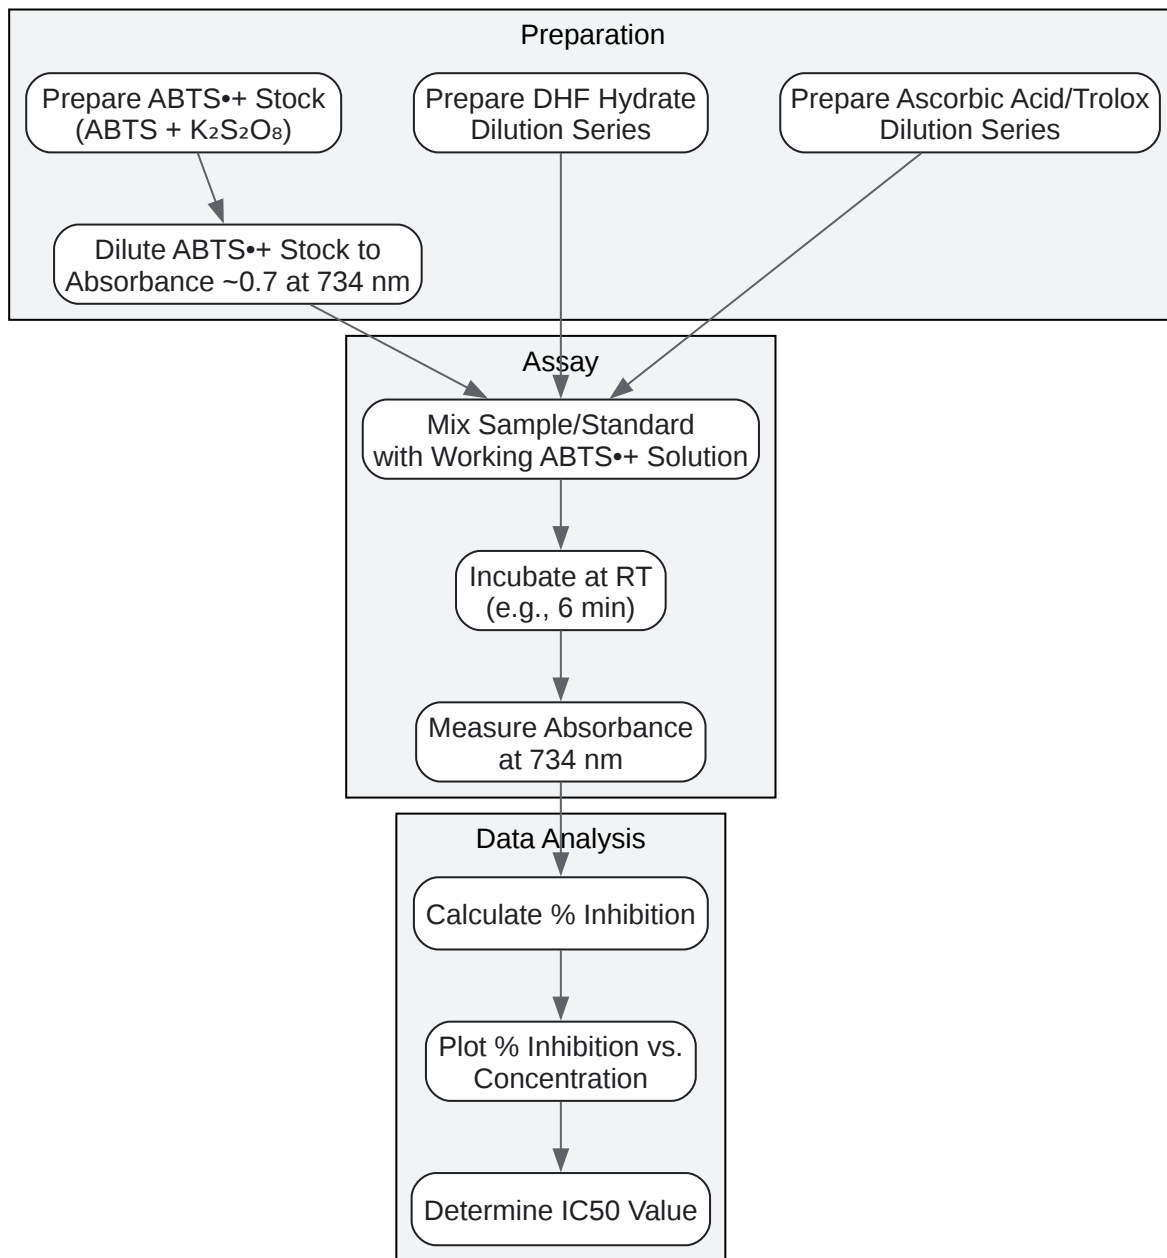 Preparation
Prepare ABTS•+ Stock
(ABTS + K₂S₂O₈)
Prepare DHF Hydrate
Dilution Series
Prepare Ascorbic Acid/Trolox
Dilution Series
Dilute ABTS•+ Stock to
Absorbance ~0.7 at 734 nm
Assay
Mix Sample/Standard
with Working ABTS•+ Solution
Incubate at RT
(e.g., 6 min)
Measure Absorbance
at 734 nm
Data Analysis
Calculate % Inhibition
Plot % Inhibition vs.
Concentration
Determine IC50 Value